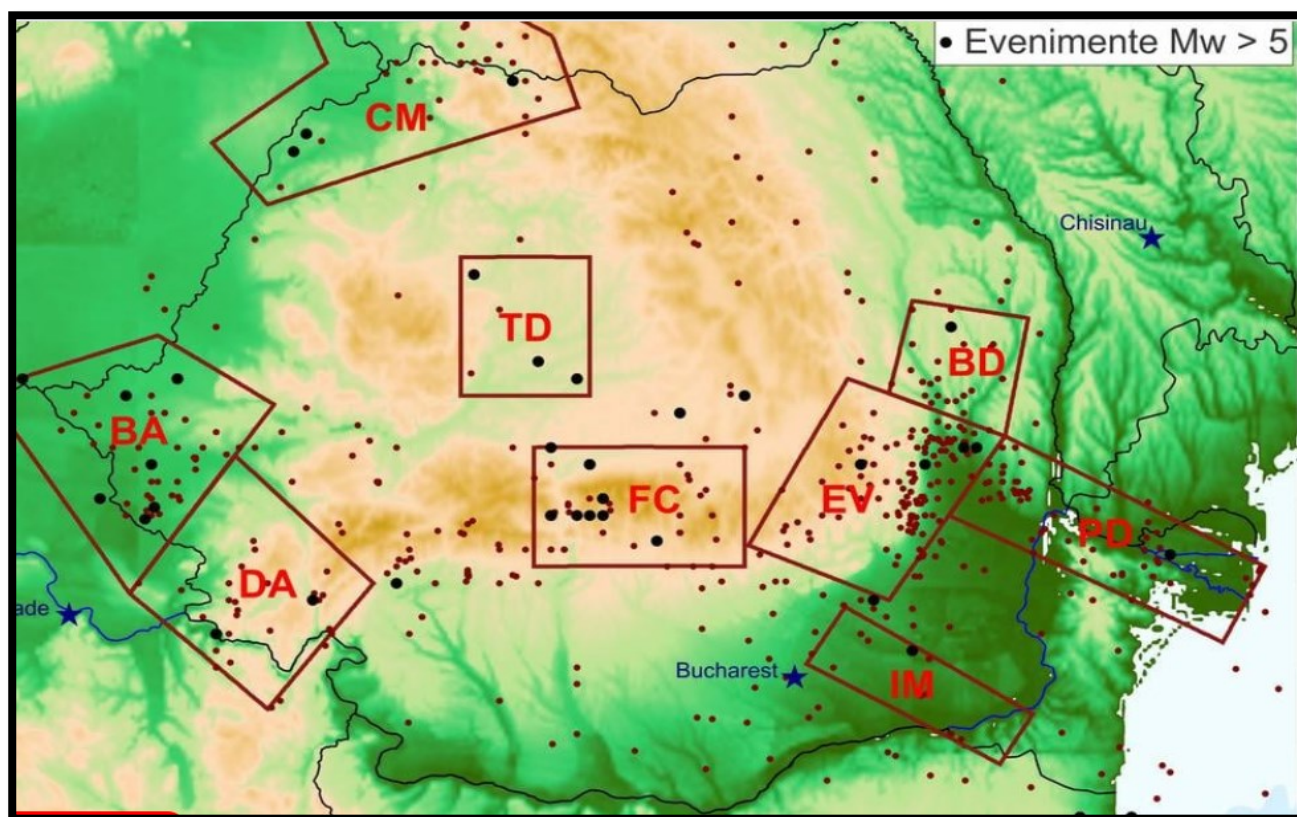 Evenimente Mw > 5
CM
Chisinau
TD
BD
BA
FC
EV
PD
DA
ade
Bucharest
IM